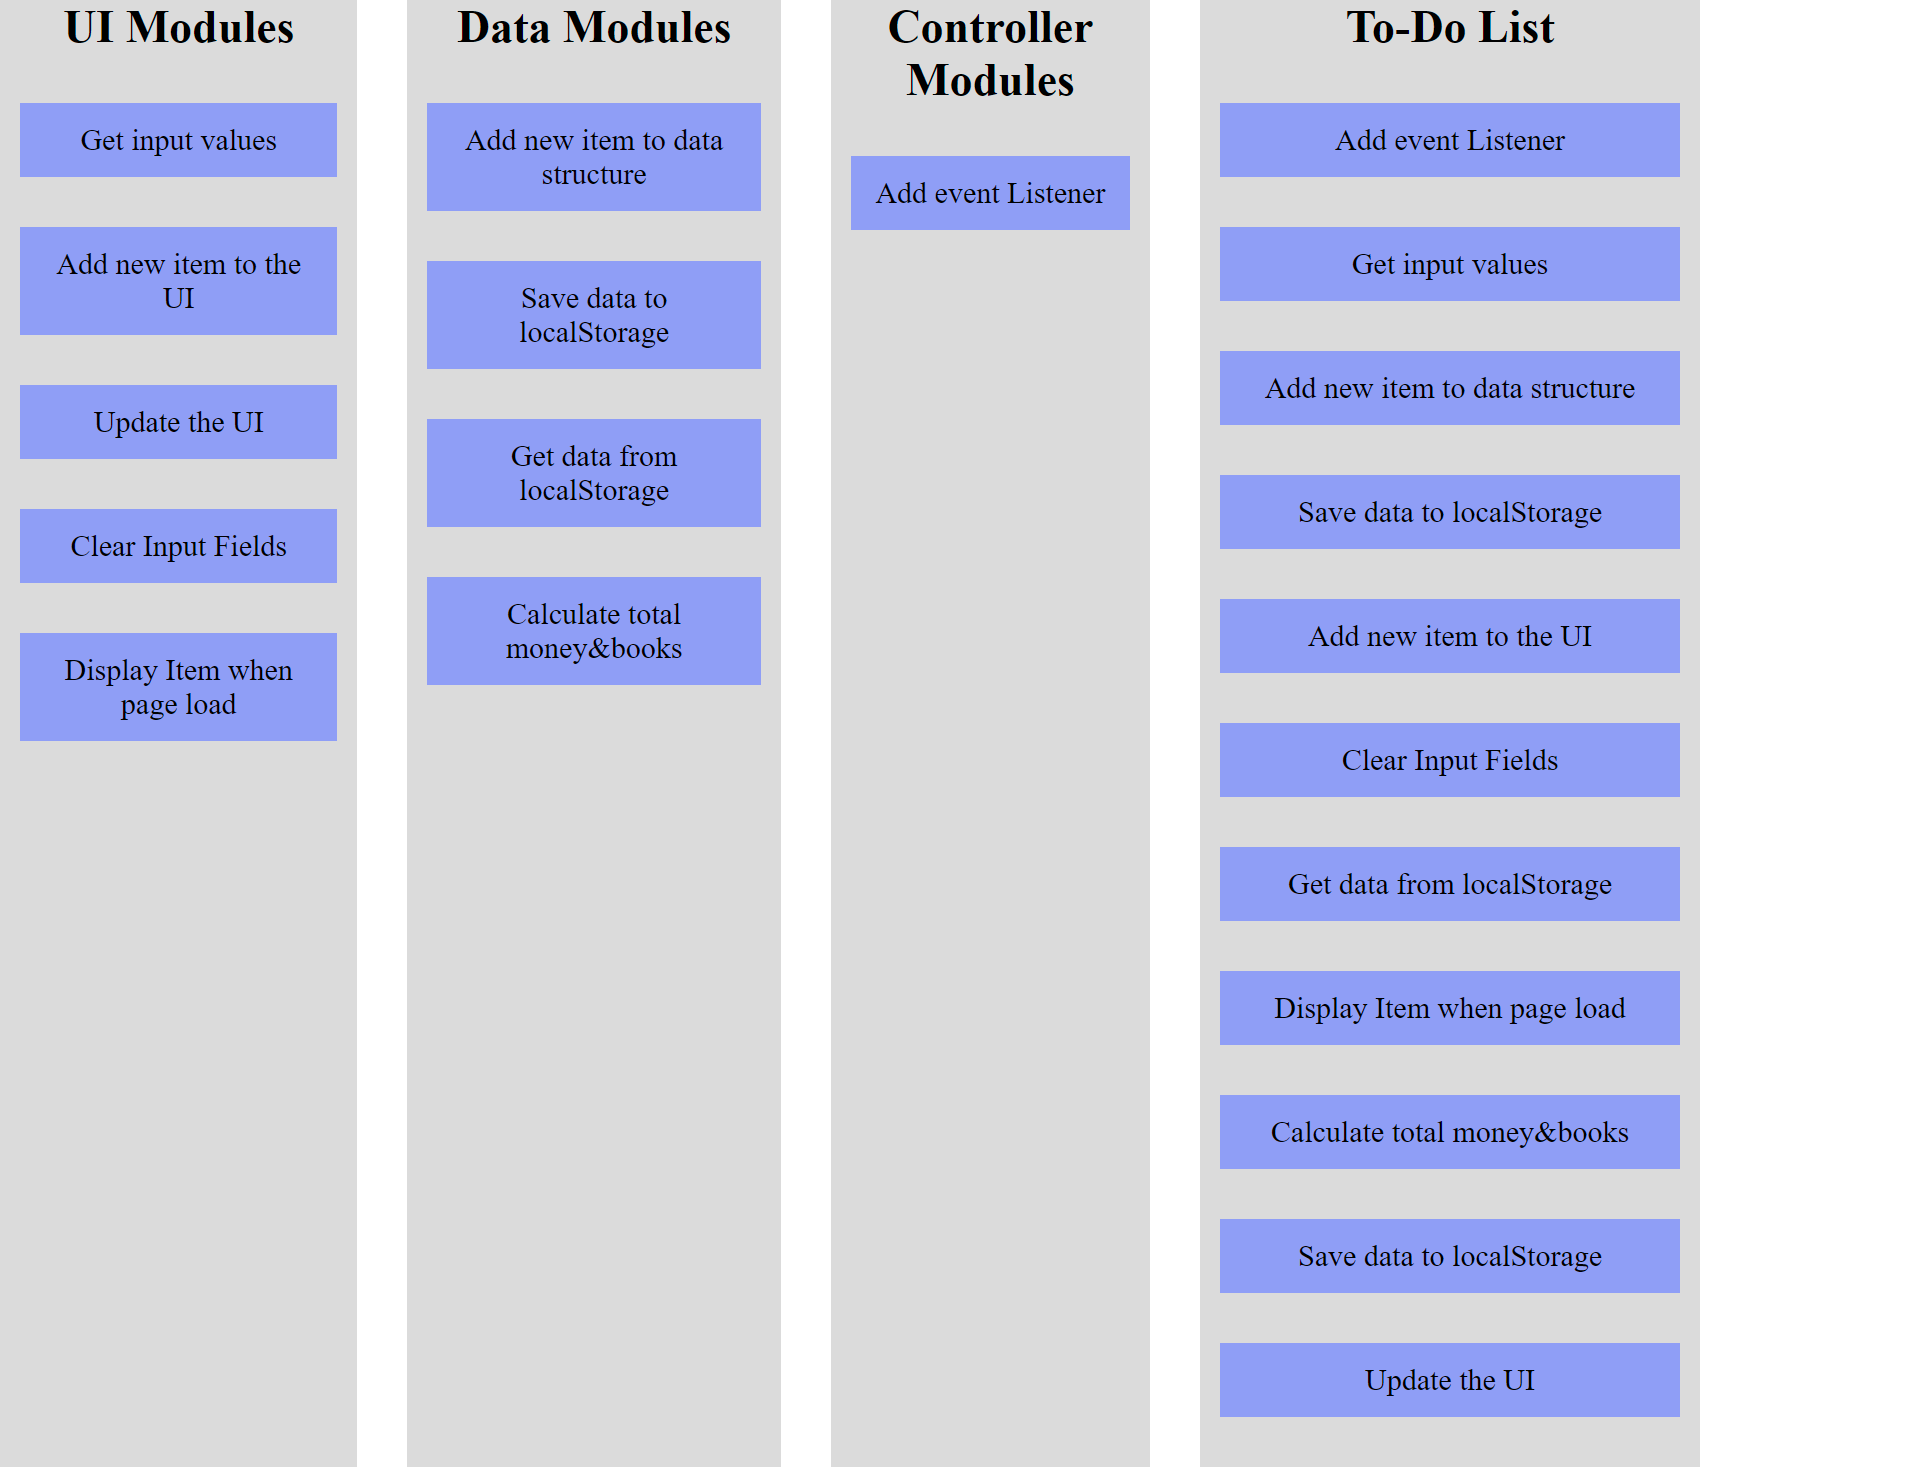 UI Modules
Get input values
Add new item to the
UI
Update the UI
Clear Input Fields
Display Item when
page load
Data Modules
Add new item to data
structure
Save data to
localStorage
Get data from
localStorage
Calculate total
money&books
Controller
Modules
Add event Listener
To-Do List
Add event Listener
Get input values
Add new item to data structure
Save data to localStorage
Add new item to the UI
Clear Input Fields
Get data from localStorage
Display Item when page load
Calculate total money&books
Save data to localStorage
Update the UI